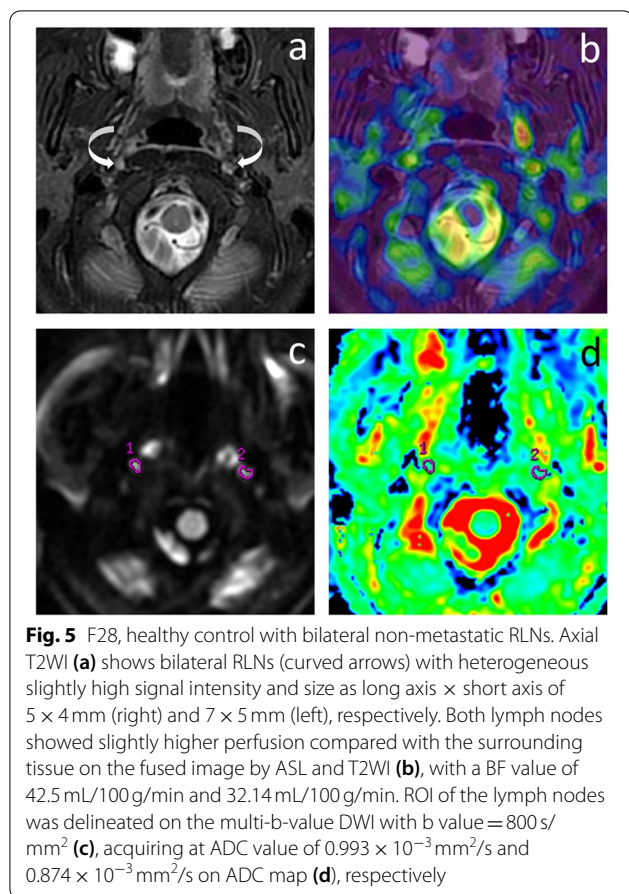 a
b
c
d
1
2
1
2
Fig. 5 F28, healthy control with bilateral non-metastatic RLNs. Axial
T2WI (a) shows bilateral RLNs (curved arrows) with heterogeneous
slightly high signal intensity and size as long axis × short axis of
5 × 4 mm (right) and 7 × 5 mm (left), respectively. Both lymph nodes
showed slightly higher perfusion compared with the surrounding
tissue on the fused image by ASL and T2WI (b), with a BF value of
42.5 mL/100 g/min and 32.14 mL/100 g/min. ROI of the lymph nodes
was delineated on the multi-b-value DWI with b value = 800 s/
mm² (c), acquiring at ADC value of 0.993 × 10⁻³ mm²/s and
0.874 × 10⁻³ mm²/s on ADC map (d), respectively